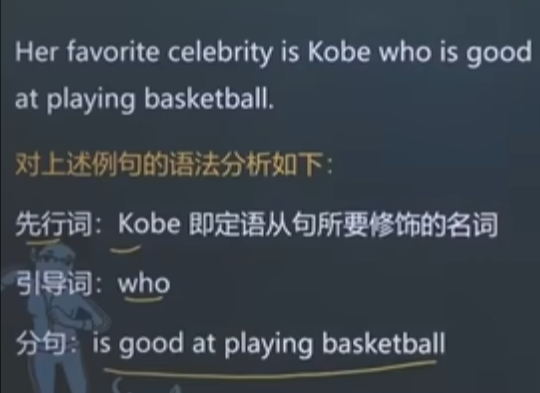 Her favorite celebrity is Kobe who is good
at playing basketball.
对上述例句的语法分析如下：
先行词：Kobe 即定语从句所要修饰的名词
引导词：who
分句：is good at playing basketball